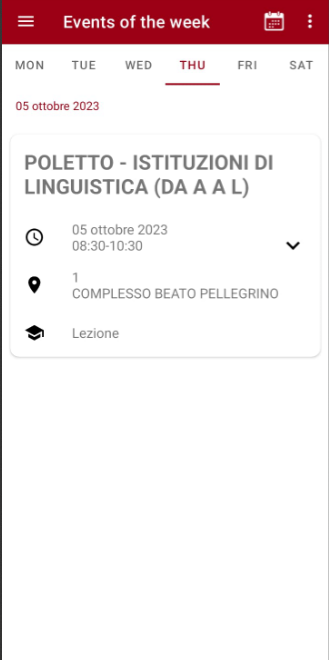 Events of the week
MON TUE WED THU FRI SAT
05 ottobre 2023
POLETTO - ISTITUZIONI DI
LINGUISTICA (DA A A L)
05 ottobre 2023
08:30-10:30
1
COMPLESSO BEATO PELLEGRINO
Lezione